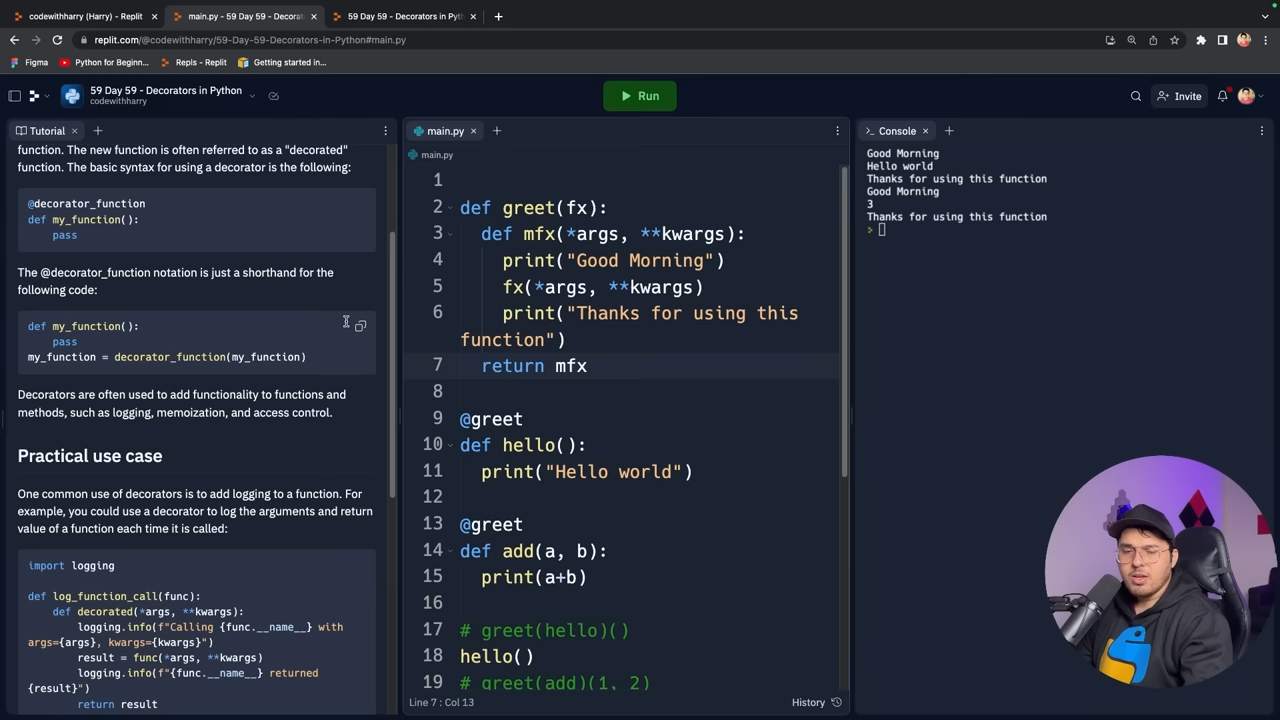 codewithharry (Harry) - Replit
main.py - 59 Day 59 - Decorat
59 Day 59 - Decorators in Pyth
replit.com/@codewithharry/59-Day-59-Decorators-in-Python#main.py
Figma
Python for Beginn...
Repls - Replit
Getting started in...
59 Day 59 - Decorators in Python
codewithharry
Run
Invite
Tutorial
function. The new function is often referred to as a "decorated"
function. The basic syntax for using a decorator is the following:
@decorator_function
def my_function():
pass
The @decorator_function notation is just a shorthand for the
following code:
def my_function():
pass
my_function = decorator_function(my_function)
Decorators are often used to add functionality to functions and
methods, such as logging, memoization, and access control.
Practical use case
One common use of decorators is to add logging to a function. For
example, you could use a decorator to log the arguments and return
value of a function each time it is called:
import logging
def log_function_call(func):
def decorated(*args, **kwargs):
logging.info(f"Calling {func.__name__} with
args={args}, kwargs={kwargs}")
result = func(*args, **kwargs)
logging.info(f"{func.__name__} returned
{result}")
return result
main.py
main.py
1
2 def greet(fx):
3 def mfx(*args, **kwargs):
4 print("Good Morning")
5 fx(*args, **kwargs)
6 print("Thanks for using this
function")
7 return mfx
8
9 @greet
10 def hello():
11 print("Hello world")
12
13 @greet
14 def add(a, b):
15 print(a+b)
16
17 # greet(hello)()
18 hello()
19 # greet(add)(1, 2)
Line 7 : Col 13
History
Console
Good Morning
Hello world
Thanks for using this function
Good Morning
3
Thanks for using this function
>